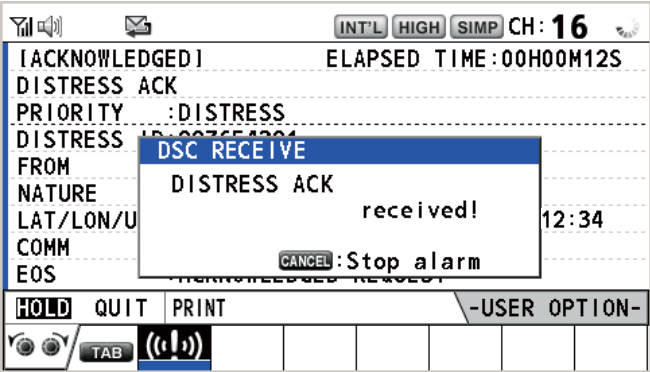 INT'L HIGH SIMP CH:16
[ACKNOWLEDGED] ELAPSED TIME:00H00M12S
DISTRESS ACK
PRIORITY :DISTRESS
DISTRESS
DSC RECEIVE
FROM
DISTRESS ACK
NATURE
received!
LAT/LON/U 12:34
COMM
CANCEL:Stop alarm
EOS
HOLD QUIT PRINT -USER OPTION-
TAB